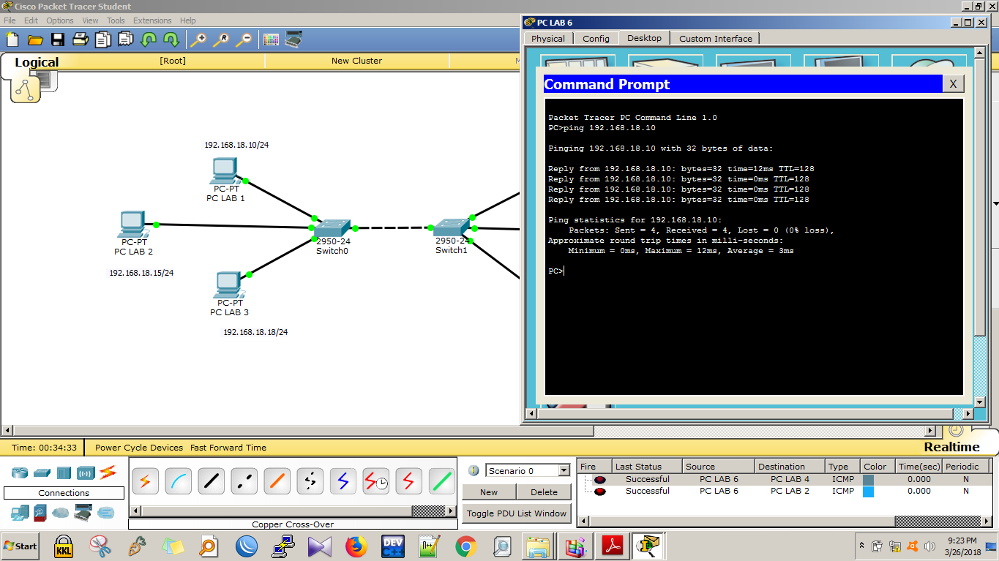 Cisco Packet Tracer Student
File Edit Options View Tools Extensions Help
Logical
[Root]
New Cluster
192.168.18.10/24
PC-PT
PC LAB 1
PC-PT
PC LAB 2
192.168.18.15/24
PC-PT
PC LAB 3
192.168.18.18/24
2950-24
Switch0
2950-24
Switch1
PC LAB 6
Physical Config Desktop Custom Interface
Command Prompt
X
Packet Tracer PC Command Line 1.0
PC>ping 192.168.18.10
Pinging 192.168.18.10 with 32 bytes of data:
Reply from 192.168.18.10: bytes=32 time=12ms TTL=128
Reply from 192.168.18.10: bytes=32 time=0ms TTL=128
Reply from 192.168.18.10: bytes=32 time=0ms TTL=128
Reply from 192.168.18.10: bytes=32 time=0ms TTL=128
Ping statistics for 192.168.18.10:
Packets: Sent = 4, Received = 4, Lost = 0 (0% loss),
Approximate round trip times in milli-seconds:
Minimum = 0ms, Maximum = 12ms, Average = 3ms
PC>
Time: 00:34:33 Power Cycle Devices Fast Forward Time
Realtime
Connections
Copper Cross-Over
Scenario 0
New Delete
Toggle PDU List Window
Fire Last Status Source Destination Type Color Time(sec) Periodic
Successful PC LAB 6 PC LAB 4 ICMP 0.000 N
Successful PC LAB 6 PC LAB 2 ICMP 0.000 N
Start
KKL
DEV
C++
9:23 PM
3/26/2018